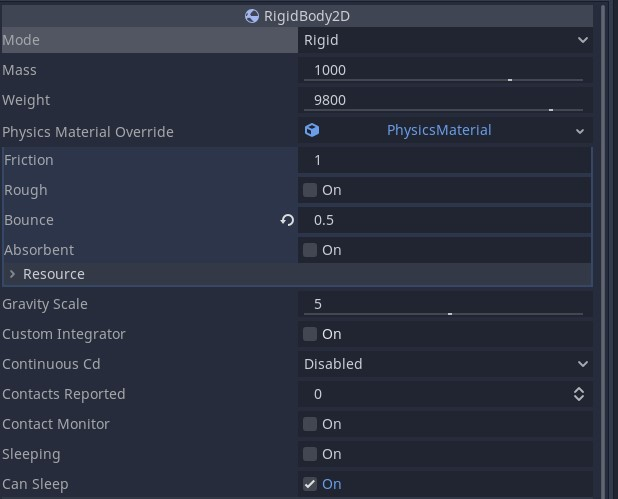 RigidBody2D
Mode Rigid
Mass 1000
Weight 9800
Physics Material Override PhysicsMaterial
Friction 1
Rough On
Bounce 0.5
Absorbent On
Resource
Gravity Scale 5
Custom Integrator On
Continuous Cd Disabled
Contacts Reported 0
Contact Monitor On
Sleeping On
Can Sleep On